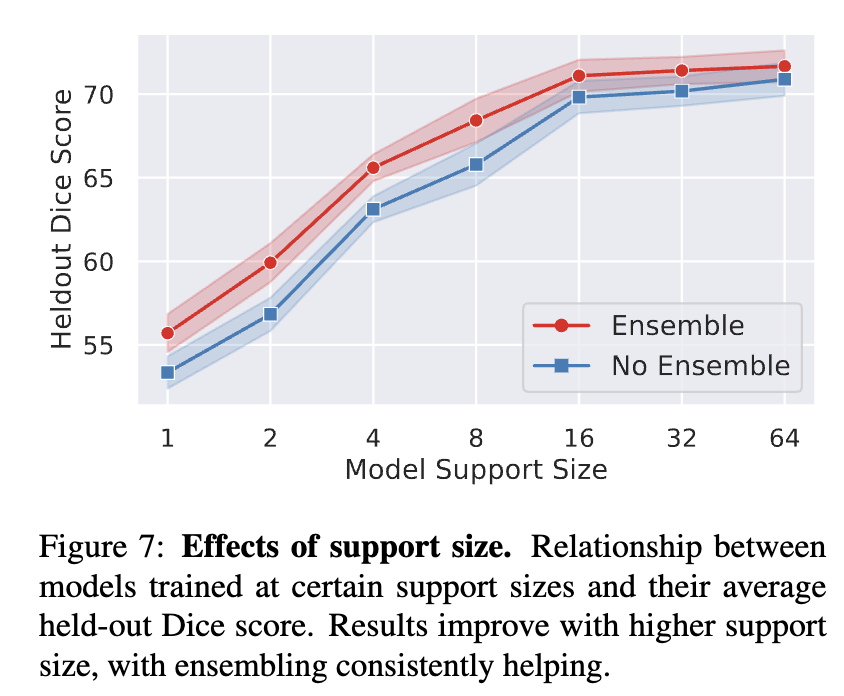 Heldout Dice Score
70
65
60
55
Ensemble
No Ensemble
1 2 4 8 16 32 64
Model Support Size
Figure 7: Effects of support size. Relationship between
models trained at certain support sizes and their average
held-out Dice score. Results improve with higher support
size, with ensembling consistently helping.